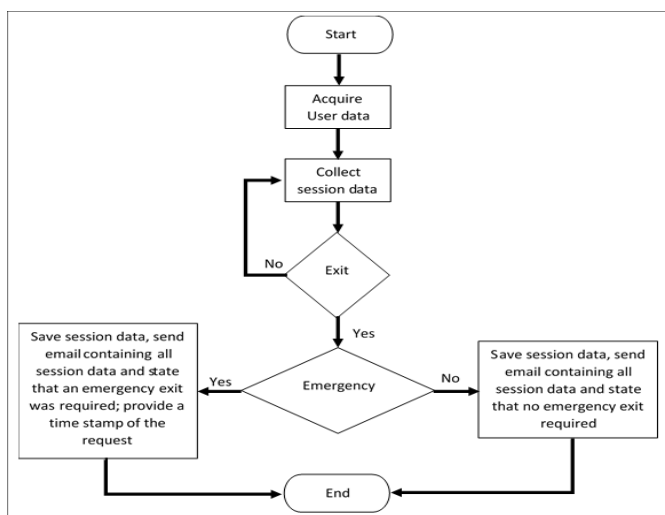 Start
Acquire
User data
Collect
session data
No
Exit
Yes
Save session data, send
email containing all
session data and state
that an emergency exit
was required; provide a
time stamp of the
request
Yes
Emergency
No
Save session data, send
email containing all
session data and state
that no emergency exit
required
End